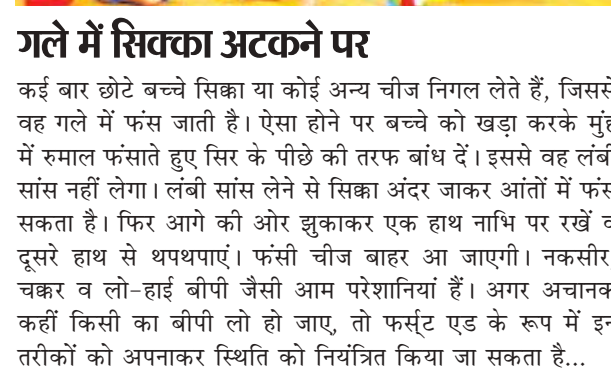 गले में सिक्का अटकने पर
कई बार छोटे बच्चे सिक्का या कोई अन्य चीज निगल लेते हैं, जिससे
वह गले में फंस जाती है। ऐसा होने पर बच्चे को खड़ा करके मुंह
में रुमाल फंसाते हुए सिर के पीछे की तरफ बांध दें। इससे वह लंबी
सांस नहीं लेगा। लंबी सांस लेने से सिक्का अंदर जाकर आंतों में फंस
सकता है। फिर आगे की ओर झुकाकर एक हाथ नाभि पर रखें व
दूसरे हाथ से थपथपाएं। फंसी चीज बाहर आ जाएगी। नकसीर,
चक्कर व लो-हाई बीपी जैसी आम परेशानियां हैं। अगर अचानक
कहीं किसी का बीपी लो हो जाए, तो फर्स्ट एड के रूप में इन
तरीकों को अपनाकर स्थिति को नियंत्रित किया जा सकता है...